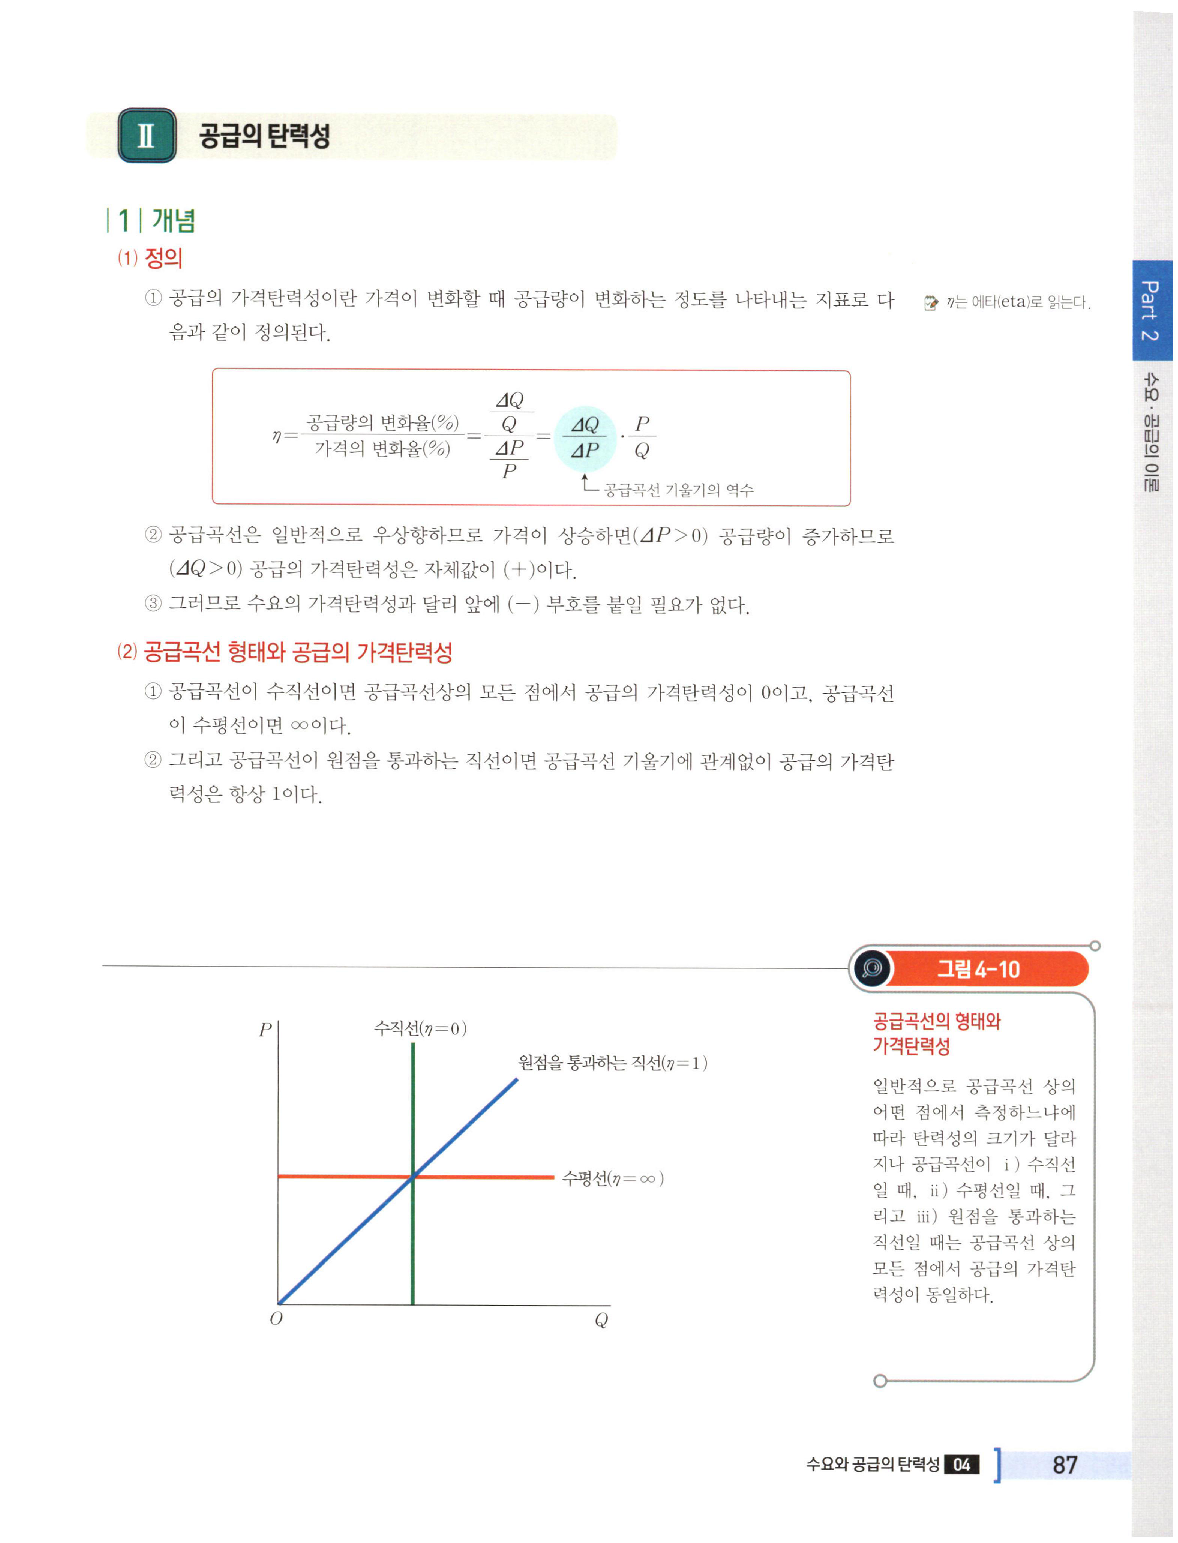 Ⅱ 공급의 탄력성
|1| 개념
(1) 정의
① 공급의 가격탄력성이란 가격이 변화할 때 공급량이 변화하는 정도를 나타내는 지표로 다
음과 같이 정의된다.
η는 에타(eta)로 읽는다.
η = 공급량의 변화율(%) / 가격의 변화율(%) = (ΔQ / Q) / (ΔP / P) = ΔQ / ΔP · P / Q
공급곡선 기울기의 역수
② 공급곡선은 일반적으로 우상향하므로 가격이 상승하면(ΔP>0) 공급량이 증가하므로
(ΔQ>0) 공급의 가격탄력성은 자체값이 (+)이다.
③ 그러므로 수요의 가격탄력성과 달리 앞에 (-) 부호를 붙일 필요가 없다.
(2) 공급곡선 형태와 공급의 가격탄력성
① 공급곡선이 수직선이면 공급곡선상의 모든 점에서 공급의 가격탄력성이 0이고, 공급곡선
이 수평선이면 ∞이다.
② 그리고 공급곡선이 원점을 통과하는 직선이면 공급곡선 기울기에 관계없이 공급의 가격탄
력성은 항상 1이다.
P
수직선(η=0)
원점을 통과하는 직선(η=1)
수평선(η=∞)
O
Q
그림 4-10
공급곡선의 형태와
가격탄력성
일반적으로 공급곡선 상의
어떤 점에서 측정하느냐에
따라 탄력성의 크기가 달라
지나 공급곡선이 ⅰ) 수직선
일 때, ⅱ) 수평선일 때, 그
리고 ⅲ) 원점을 통과하는
직선일 때는 공급곡선 상의
모든 점에서 공급의 가격탄
력성이 동일하다.
Part 2
수요·공급의 이론
수요와 공급의 탄력성 04
87